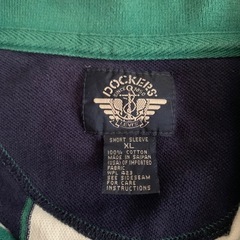 DOCKERS
SHORT SLEEVE
XL
100% COTTON
MADE IN SAIPAN
(USA) OF IMPORTED
FABRIC
WPL 423
SEE SIDESEAM
FOR CARE
INSTRUCTIONS